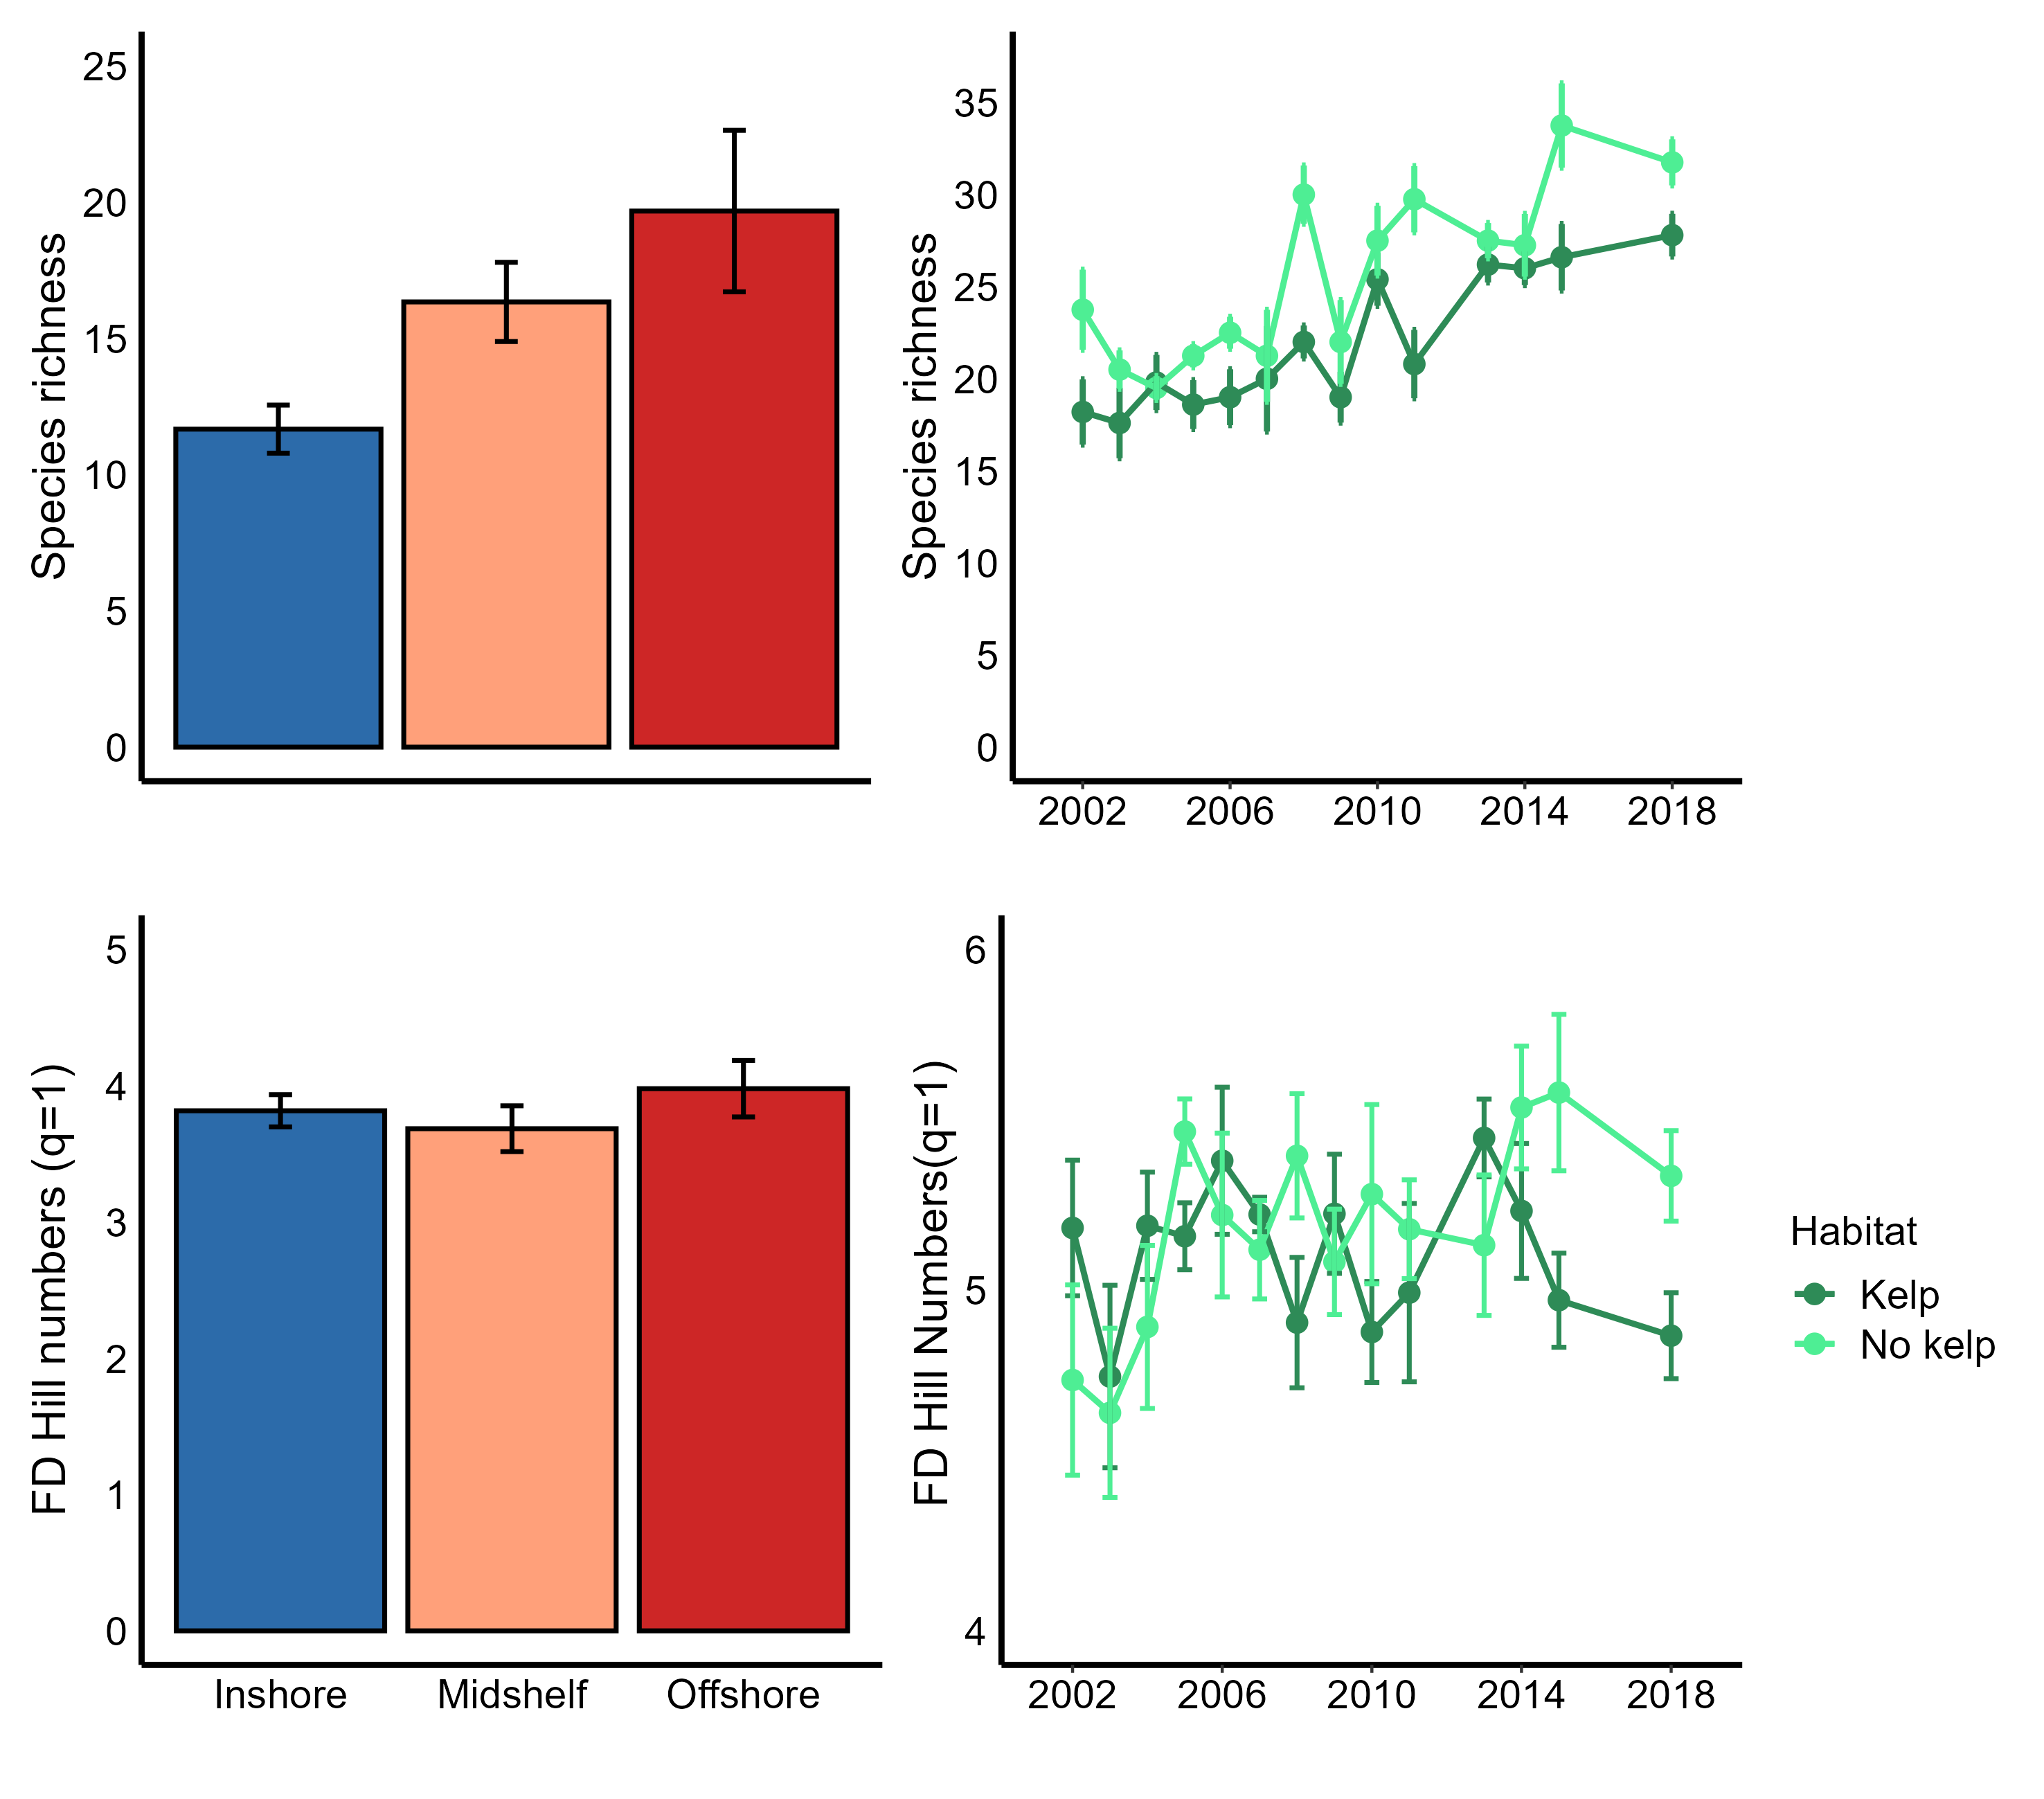 Species richness
25
20
15
10
5
0
Species richness
35
30
25
20
15
10
5
0
2002 2006 2010 2014 2018
FD Hill numbers (q=1)
5
4
3
2
1
0
Inshore Midshelf Offshore
FD Hill Numbers(q=1)
6
5
4
2002 2006 2010 2014 2018
Habitat
Kelp
No kelp